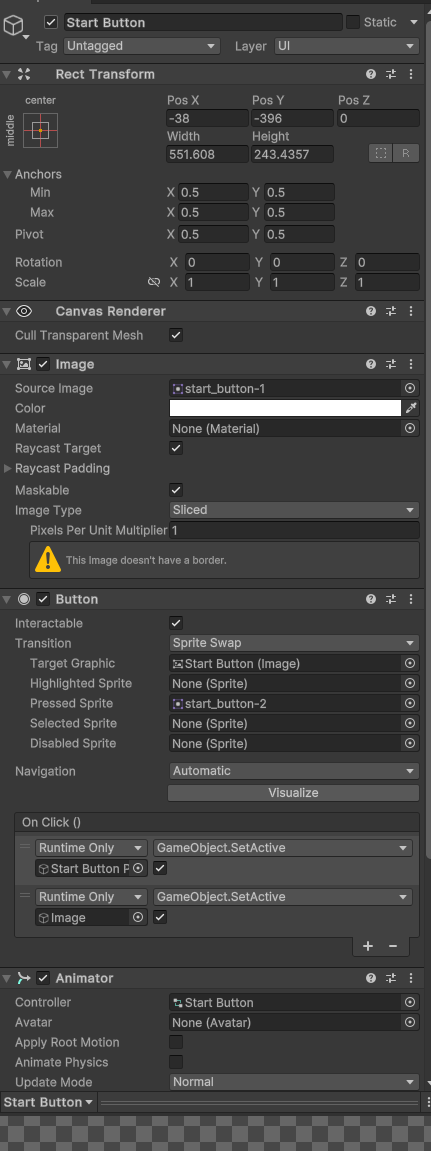 Start Button Static
Tag Untagged Layer UI
Rect Transform
center
middle
Pos X Pos Y Pos Z
-38 -396 0
Width Height
551.608 243.4357 R
Anchors
Min X 0.5 Y 0.5
Max X 0.5 Y 0.5
Pivot X 0.5 Y 0.5
Rotation X 0 Y 0 Z 0
Scale X 1 Y 1 Z 1
Canvas Renderer
Cull Transparent Mesh
Image
Source Image start_button-1
Color
Material None (Material)
Raycast Target
Raycast Padding
Maskable
Image Type Sliced
Pixels Per Unit Multiplier 1
This Image doesn't have a border.
Button
Interactable
Transition Sprite Swap
Target Graphic Start Button (Image)
Highlighted Sprite None (Sprite)
Pressed Sprite start_button-2
Selected Sprite None (Sprite)
Disabled Sprite None (Sprite)
Navigation Automatic
Visualize
On Click ()
Runtime Only GameObject.SetActive
Start Button P
Runtime Only GameObject.SetActive
Image
+ −
Animator
Controller Start Button
Avatar None (Avatar)
Apply Root Motion
Animate Physics
Update Mode Normal
Start Button